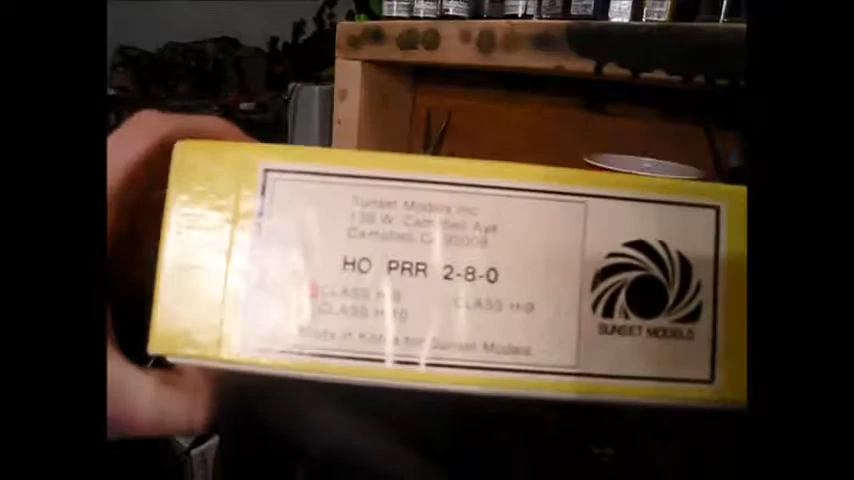 Sunset Models Inc
138 W. Campbell Ave
Campbell CA 95008
HO PRR 2-8-0
CLASS H-8
CLASS H-9
CLASS H-10
Made in Korea for Sunset Models
SUNSET MODELS